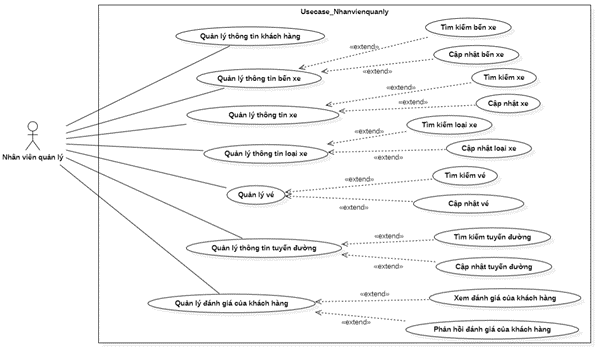 Usecase_Nhanvienquanly
Quản lý thông tin khách hàng
Tìm kiếm bến xe
«extend»
Cập nhật bến xe
Quản lý thông tin bến xe
«extend»
Tìm kiếm xe
«extend»
Cập nhật xe
«extend»
Quản lý thông tin xe
Tìm kiếm loại xe
«extend»
Nhân viên quản lý
Quản lý thông tin loại xe
Cập nhật loại xe
«extend»
Tìm kiếm vé
«extend»
Quản lý vé
Cập nhật vé
«extend»
Tìm kiếm tuyến đường
«extend»
Quản lý thông tin tuyến đường
Cập nhật tuyến đường
«extend»
«extend»
Xem đánh giá của khách hàng
Quản lý đánh giá của khách hàng
«extend»
Phản hồi đánh giá của khách hàng